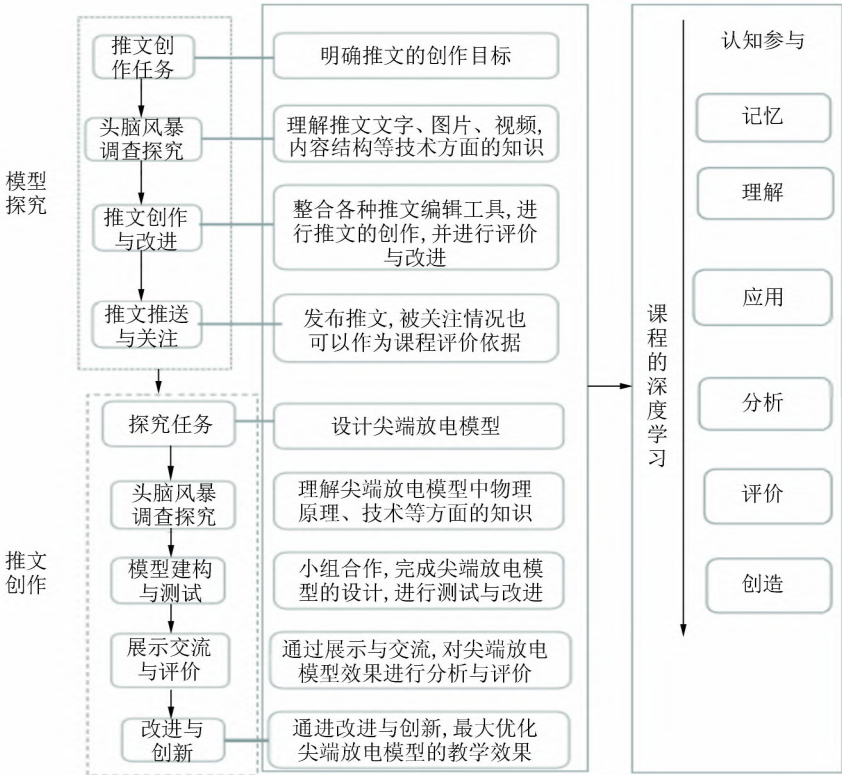 模型
探究
推文创
作任务
明确推文的创作目标
头脑风暴
调查探究
理解推文文字、图片、视频,
内容结构等技术方面的知识
推文创作
与改进
整合各种推文编辑工具,进
行推文的创作,并进行评价
与改进
推文推送
与关注
发布推文,被关注情况也
可以作为课程评价依据
推文
创作
探究任务
设计尖端放电模型
头脑风暴
调查探究
理解尖端放电模型中物理
原理、技术等方面的知识
模型建构
与测试
小组合作,完成尖端放电模
型的设计,进行测试与改进
展示交流
与评价
通过展示与交流,对尖端放电
模型效果进行分析与评价
改进与
创新
通进改进与创新,最大优化
尖端放电模型的教学效果
课程的深度学习
认知参与
记忆
理解
应用
分析
评价
创造